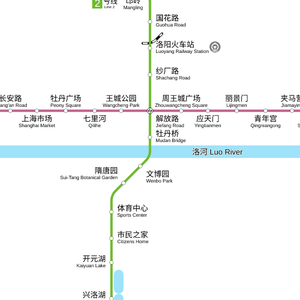 2 号线
Line 2
Mangling
国花路
Guohua Road
洛阳火车站
Luoyang Railway Station
纱厂路
Shachang Road
长安路
Chang'an Road
牡丹广场
Peony Square
王城公园
Wangcheng Park
周王城广场
Zhouwangcheng Square
丽景门
Lijingmen
夹马营
Jiamaying
上海市场
Shanghai Market
七里河
Qilihe
解放路
Jiefang Road
应天门
Yingtianmen
青年宫
Qingniangong
牡丹桥
Mudan Bridge
洛河 Luo River
隋唐园
Sui-Tang Botanical Garden
文博园
Wenbo Park
体育中心
Sports Center
市民之家
Citizens Home
开元湖
Kaiyuan Lake
兴洛湖